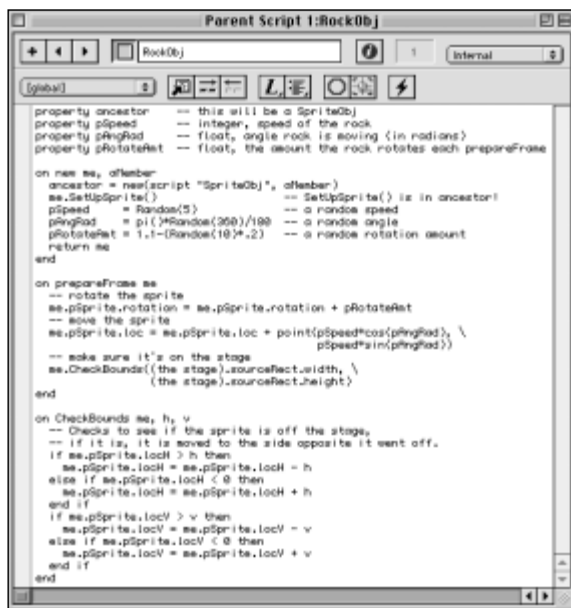 Parent Script 1:RockObj
RockObj
1
Internal
[global]
property ancestor -- this will be a SpriteObj
property pSpeed -- integer, speed of the rock
property pAngRad -- float, angle rock is moving (in radians)
property pRotateAmt -- float, the amount the rock rotates each prepareFrame
on new me, aMember
ancestor = new(script "SpriteObj", aMember)
me.SetUpSprite() -- SetUpSprite() is in ancestor!
pSpeed = Random(5) -- a random speed
pAngRad = pi()*Random(360)/180 -- a random angle
pRotateAmt = 1.1-(Random(10)*.2) -- a random rotation amount
return me
end
on prepareFrame me
-- rotate the sprite
me.pSprite.rotation = me.pSprite.rotation + pRotateAmt
-- move the sprite
me.pSprite.loc = me.pSprite.loc + point(pSpeed*cos(pAngRad), \
pSpeed*sin(pAngRad))
-- make sure it's on the stage
me.CheckBounds((the stage).sourceRect.width, \
(the stage).sourceRect.height)
end
on CheckBounds me, h, v
-- Checks to see if the sprite is off the stage,
-- if it is, it is moved to the side opposite it went off.
if me.pSprite.locH > h then
me.pSprite.locH = me.pSprite.locH - h
else if me.pSprite.locH < 0 then
me.pSprite.locH = me.pSprite.locH + h
end if
if me.pSprite.locV > v then
me.pSprite.locV = me.pSprite.locV - v
else if me.pSprite.locV < 0 then
me.pSprite.locV = me.pSprite.locV + v
end if
end